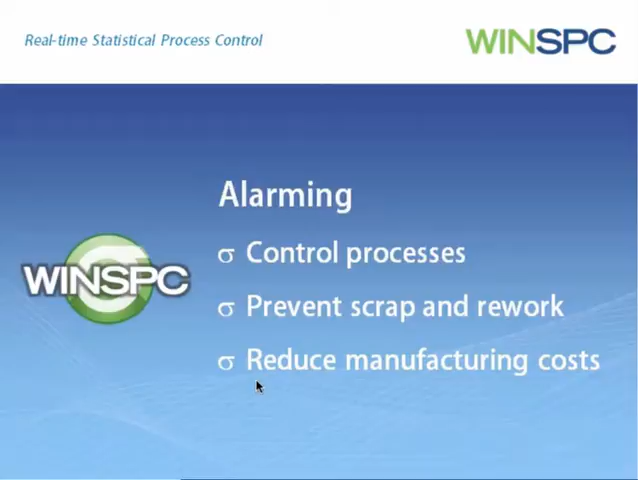 Real-time Statistical Process Control
WINSPC
Alarming
σ Control processes
WINSPC
σ Prevent scrap and rework
σ Reduce manufacturing costs